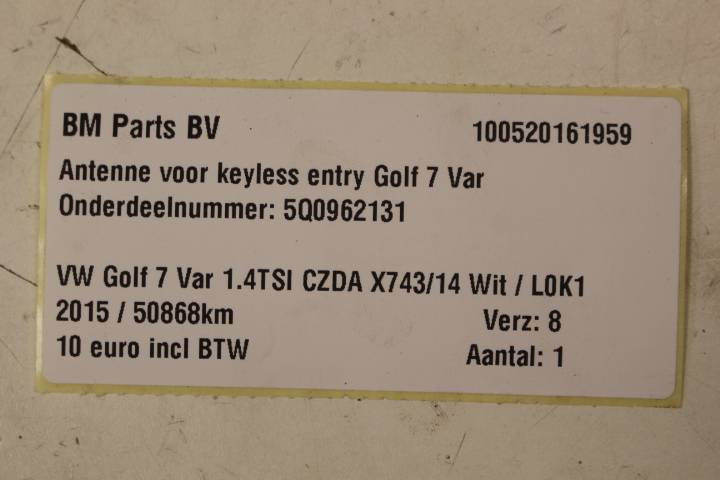 BM Parts BV 100520161959
Antenne voor keyless entry Golf 7 Var
Onderdeelnummer: 5Q0962131
VW Golf 7 Var 1.4TSI CZDA X743/14 Wit / L0K1
2015 / 50868km Verz: 8
10 euro incl BTW Aantal: 1